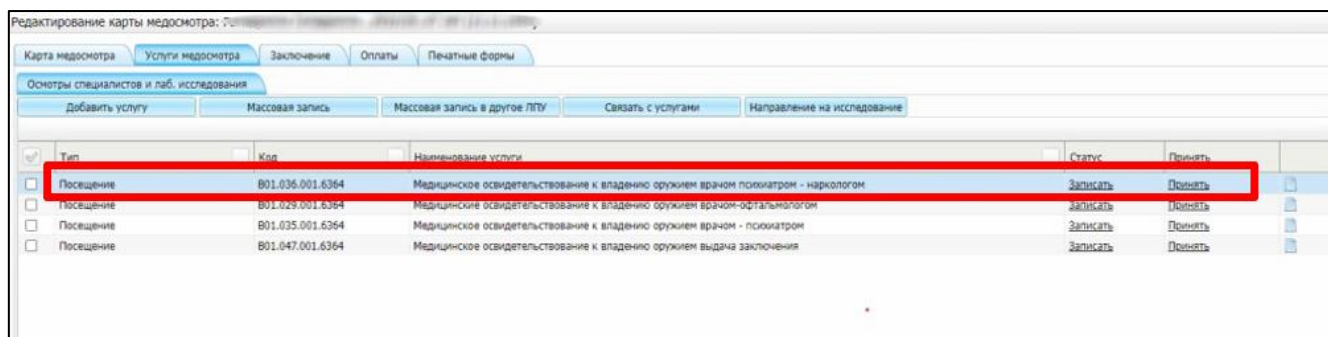 Редактирование карты медосмотра:
Карта медосмотра Услуги медосмотра Заключение Оплаты Печатные формы
Осмотры специалистов и лаб. исследования
Добавить услугу Массовая запись Массовая запись в другое ЛПУ Связать с услугами Направление на исследование
Тип Код Наименование услуги Статус Принять
Посещение B01.036.001.6364 Медицинское освидетельствование к владению оружием врачом психиатром - наркологом Записать Принять
Посещение B01.029.001.6364 Медицинское освидетельствование к владению оружием врачом-офтальмологом Записать Принять
Посещение B01.035.001.6364 Медицинское освидетельствование к владению оружием врачом - психиатром Записать Принять
Посещение B01.047.001.6364 Медицинское освидетельствование к владению оружием выдача заключения Записать Принять